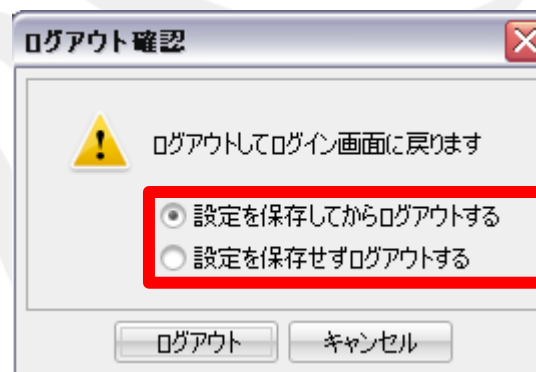 ログアウト確認
ログアウトしてログイン画面に戻ります
設定を保存してからログアウトする
設定を保存せずログアウトする
ログアウト キャンセル